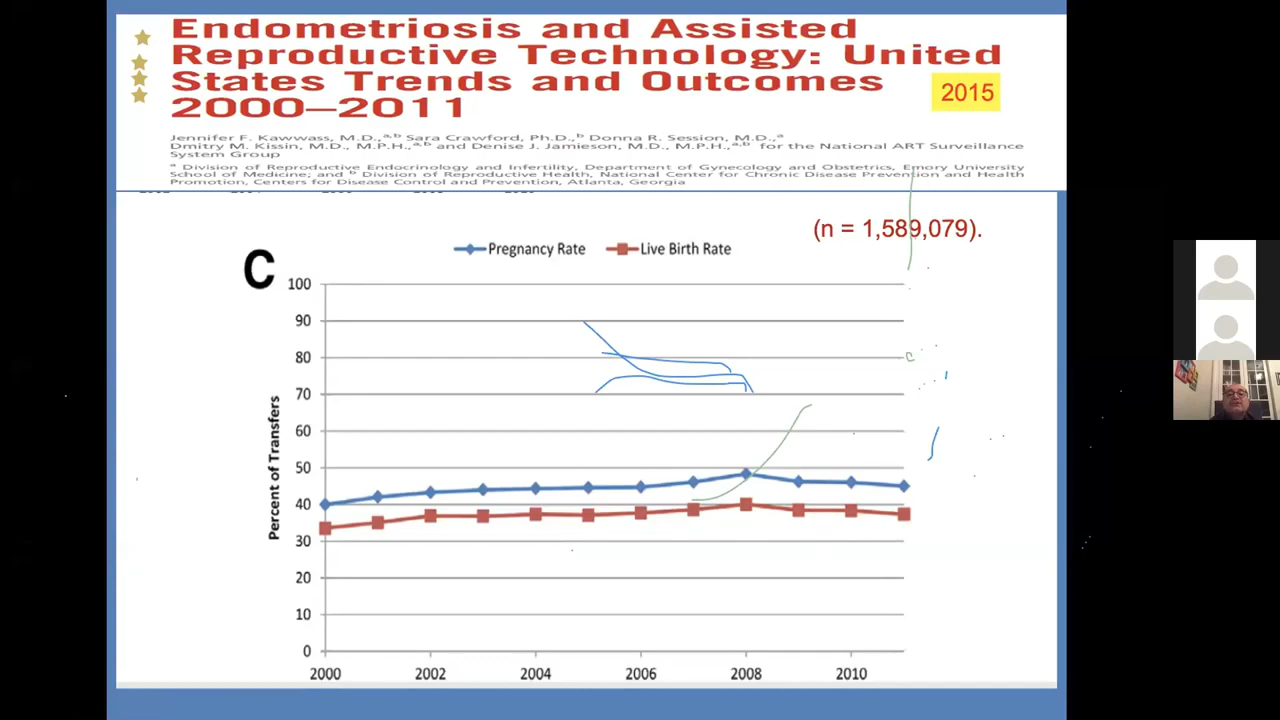 Endometriosis and Assisted
Reproductive Technology: United
States Trends and Outcomes
2000—2011
2015
Jennifer F. Kawwass, M.D.,a,b Sara Crawford, Ph.D.,b Donna R. Session, M.D.,a
Dmitry M. Kissin, M.D., M.P.H.,a,b and Denise J. Jamieson, M.D., M.P.H.,a,b for the National ART Surveillance
System Group
a Division of Reproductive Endocrinology and Infertility, Department of Gynecology and Obstetrics, Emory University
School of Medicine; and b Division of Reproductive Health, National Center for Chronic Disease Prevention and Health
Promotion, Centers for Disease Control and Prevention, Atlanta, Georgia
(n = 1,589,079).
C
Pregnancy Rate
Live Birth Rate
Percent of Transfers
100
90
80
70
60
50
40
30
20
10
0
2000 2002 2004 2006 2008 2010